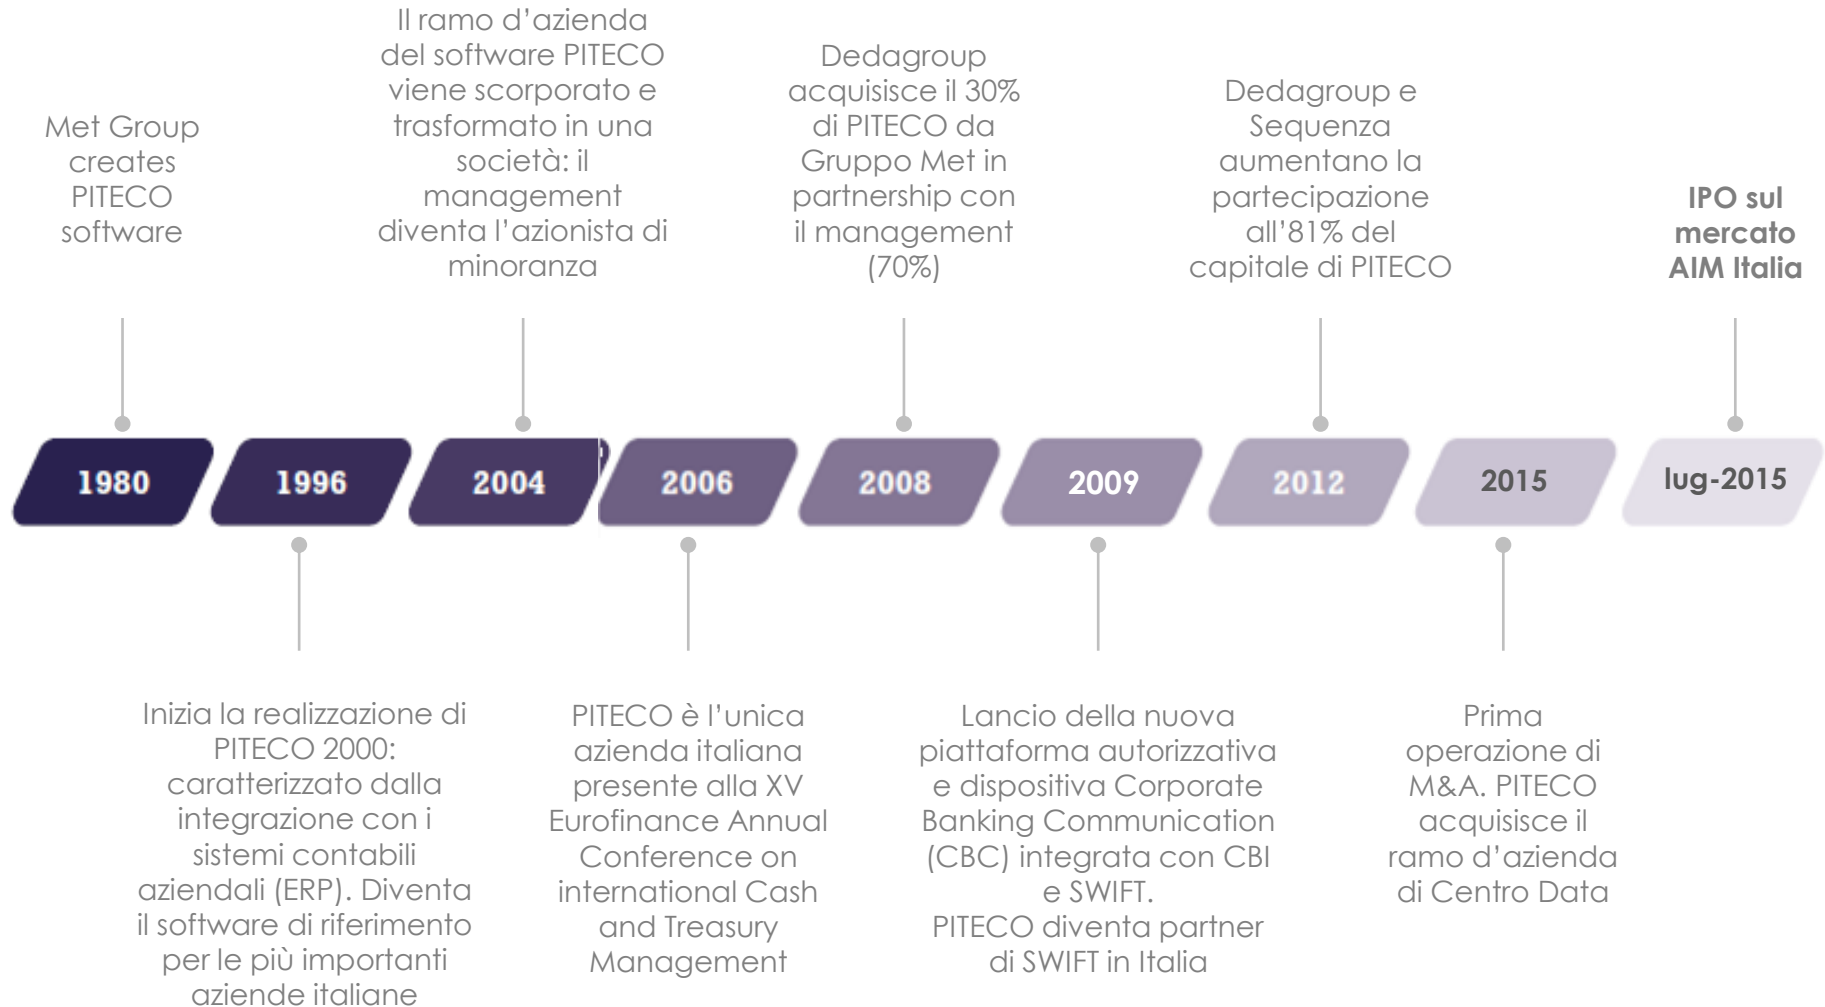 Met Group
creates
PITECO
software
Il ramo d’azienda
del software PITECO
viene scorporato e
trasformato in una
società: il
management
diventa l’azionista di
minoranza
Dedagroup
acquisisce il 30%
di PITECO da
Gruppo Met in
partnership con
il management
(70%)
Dedagroup e
Sequenza
aumentano la
partecipazione
all’81% del
capitale di PITECO
IPO sul
mercato
AIM Italia
1980
1996
2004
2006
2008
2009
2012
2015
lug-2015
Inizia la realizzazione di
PITECO 2000:
caratterizzato dalla
integrazione con i
sistemi contabili
aziendali (ERP). Diventa
il software di riferimento
per le più importanti
aziende italiane
PITECO è l’unica
azienda italiana
presente alla XV
Eurofinance Annual
Conference on
international Cash
and Treasury
Management
Lancio della nuova
piattaforma autorizzativa
e dispositiva Corporate
Banking Communication
(CBC) integrata con CBI
e SWIFT.
PITECO diventa partner
di SWIFT in Italia
Prima
operazione di
M&A. PITECO
acquisisce il
ramo d’azienda
di Centro Data